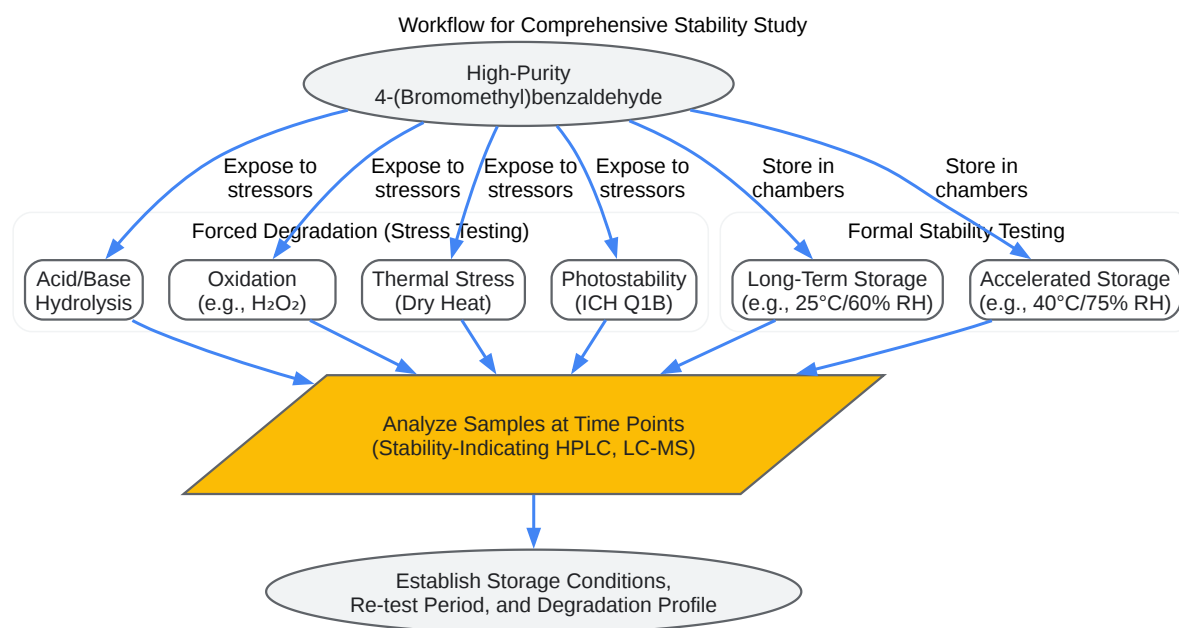 Workflow for Comprehensive Stability Study
High-Purity
4-(Bromomethyl)benzaldehyde
Expose to
stressors
Expose to
stressors
Expose to
stressors
Expose to
stressors
Store in
chambers
Store in
chambers
Forced Degradation (Stress Testing)
Acid/Base
Hydrolysis
Oxidation
(e.g., H₂O₂)
Thermal Stress
(Dry Heat)
Photostability
(ICH Q1B)
Formal Stability Testing
Long-Term Storage
(e.g., 25°C/60% RH)
Accelerated Storage
(e.g., 40°C/75% RH)
Analyze Samples at Time Points
(Stability-Indicating HPLC, LC-MS)
Establish Storage Conditions,
Re-test Period, and Degradation Profile